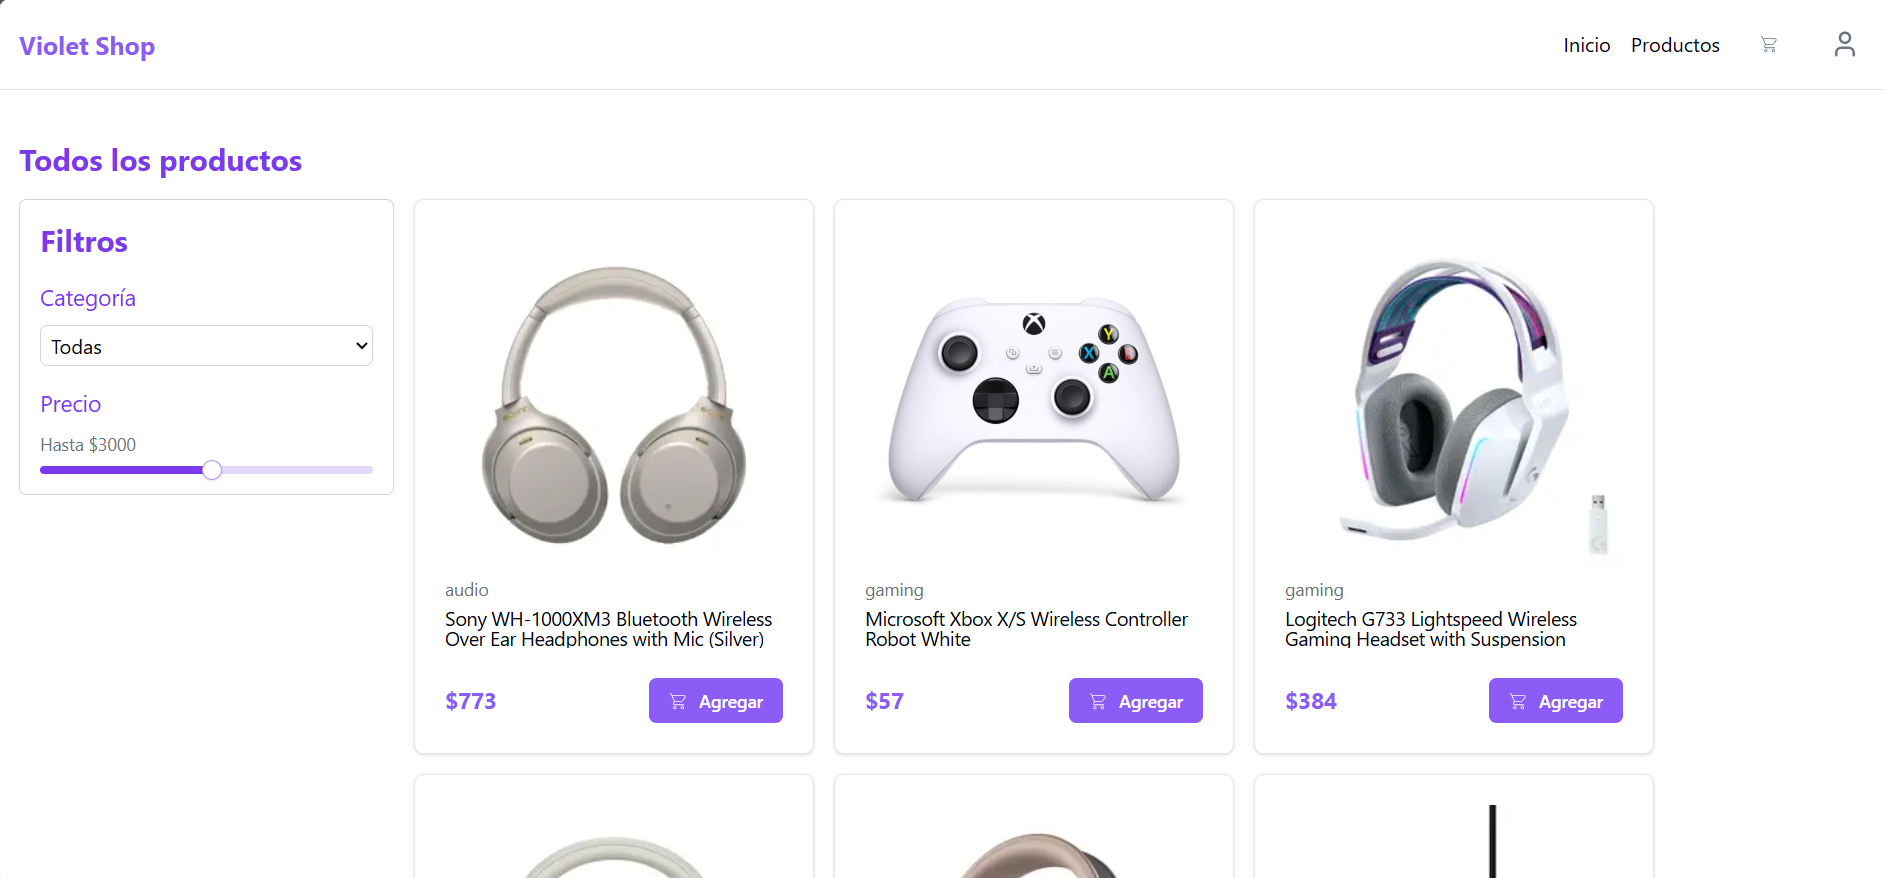 Violet Shop
Inicio
Productos
Todos los productos
Filtros
Categoría
Todas
Precio
Hasta $3000
audio
Sony WH-1000XM3 Bluetooth Wireless
Over Ear Headphones with Mic (Silver)
$773
Agregar
gaming
Microsoft Xbox X/S Wireless Controller
Robot White
$57
Agregar
gaming
Logitech G733 Lightspeed Wireless
Gaming Headset with Suspension
$384
Agregar
SONY
SONY
Y
X
B
A